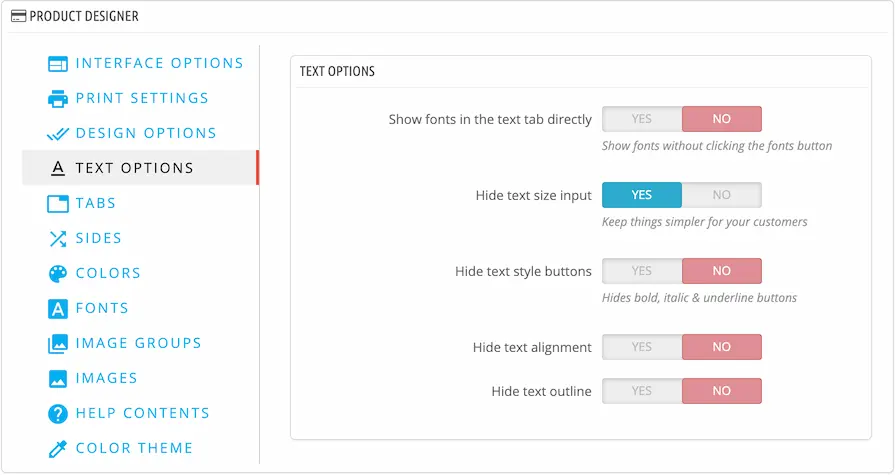 PRODUCT DESIGNER
INTERFACE OPTIONS
PRINT SETTINGS
DESIGN OPTIONS
TEXT OPTIONS
TABS
SIDES
COLORS
FONTS
IMAGE GROUPS
IMAGES
HELP CONTENTS
COLOR THEME
TEXT OPTIONS
Show fonts in the text tab directly YES NO
Show fonts without clicking the fonts button
Hide text size input YES NO
Keep things simpler for your customers
Hide text style buttons YES NO
Hides bold, italic & underline buttons
Hide text alignment YES NO
Hide text outline YES NO